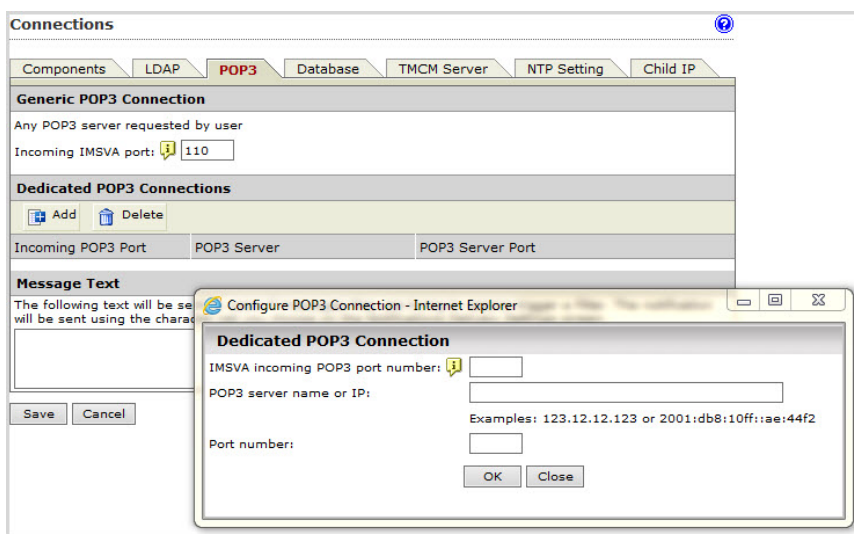 Connections
Components LDAP POP3 Database TMCM Server NTP Setting Child IP
Generic POP3 Connection
Any POP3 server requested by user
Incoming IMSVA port: 110
Dedicated POP3 Connections
Add Delete
Incoming POP3 Port POP3 Server POP3 Server Port
Message Text
The following text will be se
will be sent using the charac
Save Cancel
Configure POP3 Connection - Internet Explorer
Dedicated POP3 Connection
IMSVA incoming POP3 port number:
POP3 server name or IP:
Examples: 123.12.12.123 or 2001:db8:10ff::ae:44f2
Port number:
OK Close